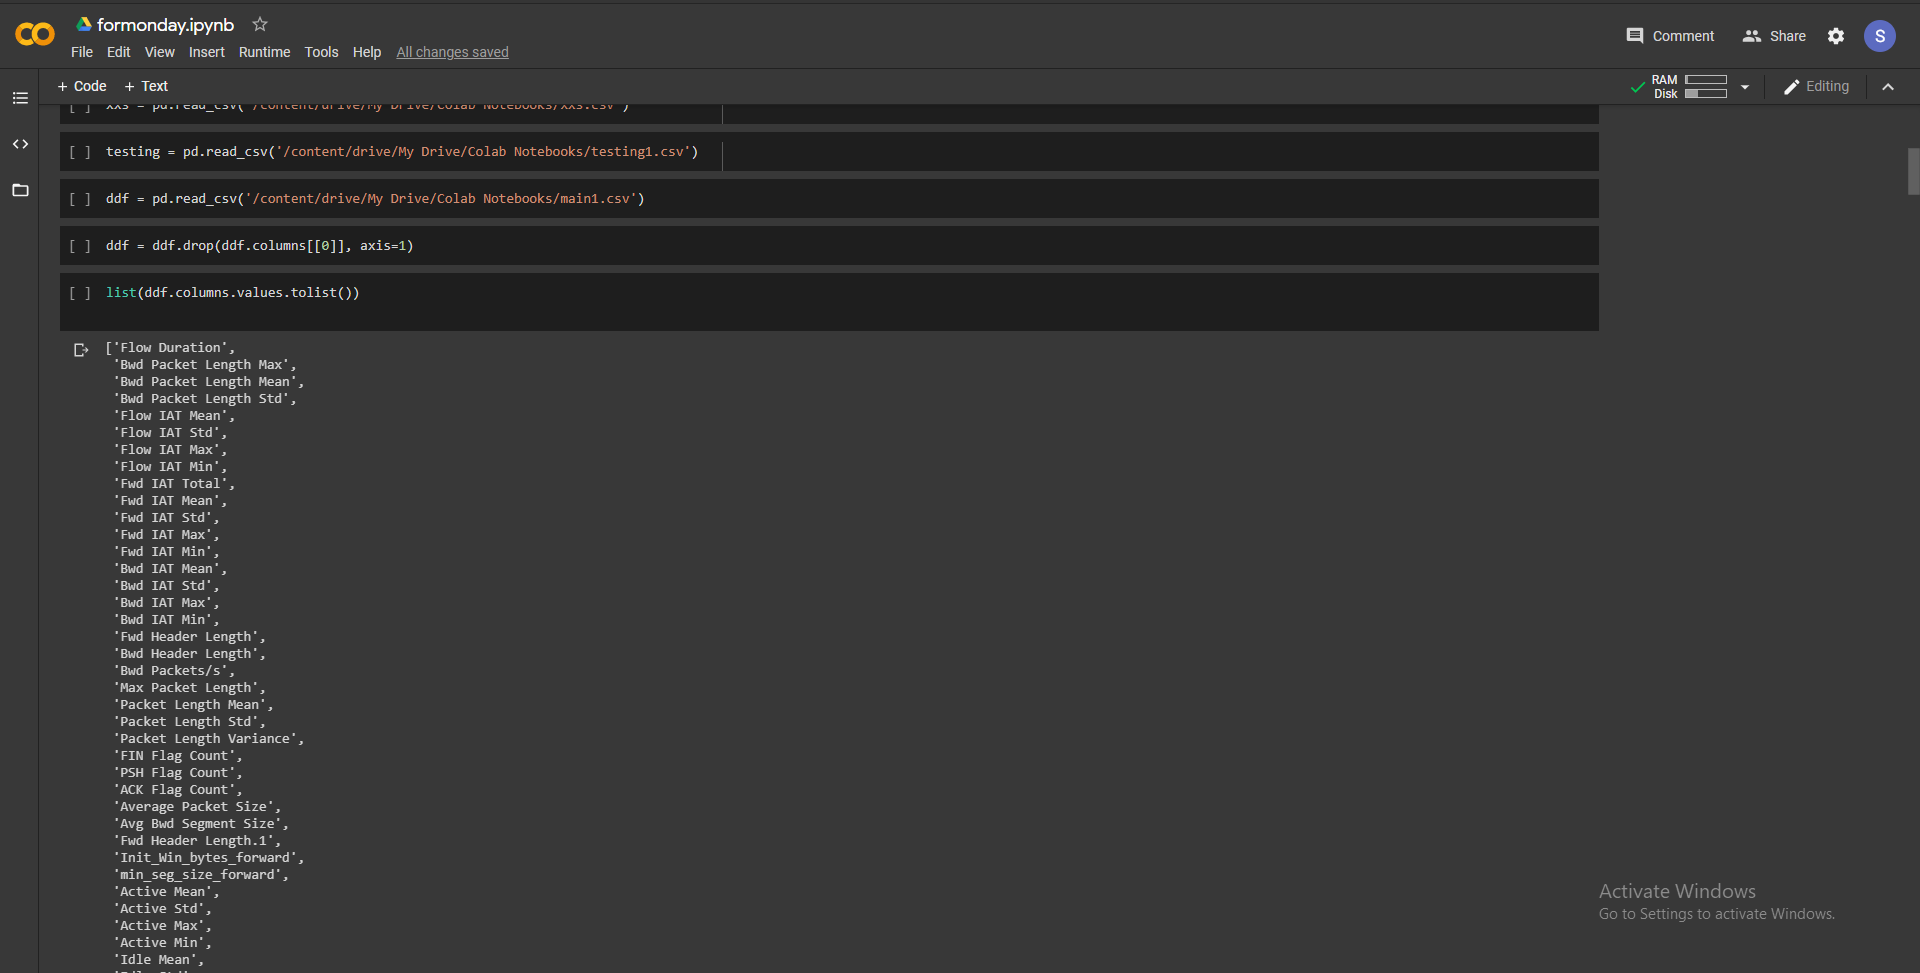 formonday.ipynb
File Edit View Insert Runtime Tools Help All changes saved
Comment Share S
+ Code + Text
RAM
Disk
Editing
[ ] xxs = pd.read_csv('/content/drive/My Drive/Colab Notebooks/xxs.csv')
[ ] testing = pd.read_csv('/content/drive/My Drive/Colab Notebooks/testing1.csv')
[ ] ddf = pd.read_csv('/content/drive/My Drive/Colab Notebooks/main1.csv')
[ ] ddf = ddf.drop(ddf.columns[[0]], axis=1)
[ ] list(ddf.columns.values.tolist())
['Flow Duration',
'Bwd Packet Length Max',
'Bwd Packet Length Mean',
'Bwd Packet Length Std',
'Flow IAT Mean',
'Flow IAT Std',
'Flow IAT Max',
'Flow IAT Min',
'Fwd IAT Total',
'Fwd IAT Mean',
'Fwd IAT Std',
'Fwd IAT Max',
'Fwd IAT Min',
'Bwd IAT Mean',
'Bwd IAT Std',
'Bwd IAT Max',
'Bwd IAT Min',
'Fwd Header Length',
'Bwd Header Length',
'Bwd Packets/s',
'Max Packet Length',
'Packet Length Mean',
'Packet Length Std',
'Packet Length Variance',
'FIN Flag Count',
'PSH Flag Count',
'ACK Flag Count',
'Average Packet Size',
'Avg Bwd Segment Size',
'Fwd Header Length.1',
'Init_Win_bytes_forward',
'min_seg_size_forward',
'Active Mean',
'Active Std',
'Active Max',
'Active Min',
'Idle Mean',
Activate Windows
Go to Settings to activate Windows.